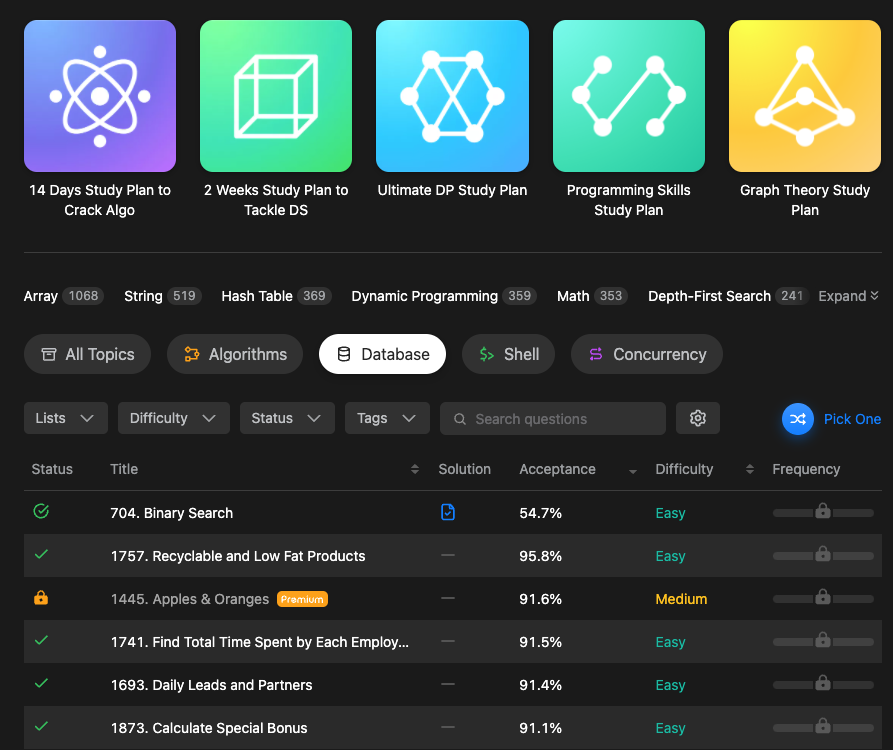 14 Days Study Plan to
Crack Algo
2 Weeks Study Plan to
Tackle DS
Ultimate DP Study Plan
Programming Skills
Study Plan
Graph Theory Study
Plan
Array 1068 String 519 Hash Table 369 Dynamic Programming 359 Math 353 Depth-First Search 241 Expand
All Topics Algorithms Database Shell Concurrency
Lists Difficulty Status Tags Search questions Pick One
Status Title Solution Acceptance Difficulty Frequency
704. Binary Search 54.7% Easy
1757. Recyclable and Low Fat Products — 95.8% Easy
1445. Apples & Oranges Premium — 91.6% Medium
1741. Find Total Time Spent by Each Employ... — 91.5% Easy
1693. Daily Leads and Partners — 91.4% Easy
1873. Calculate Special Bonus — 91.1% Easy